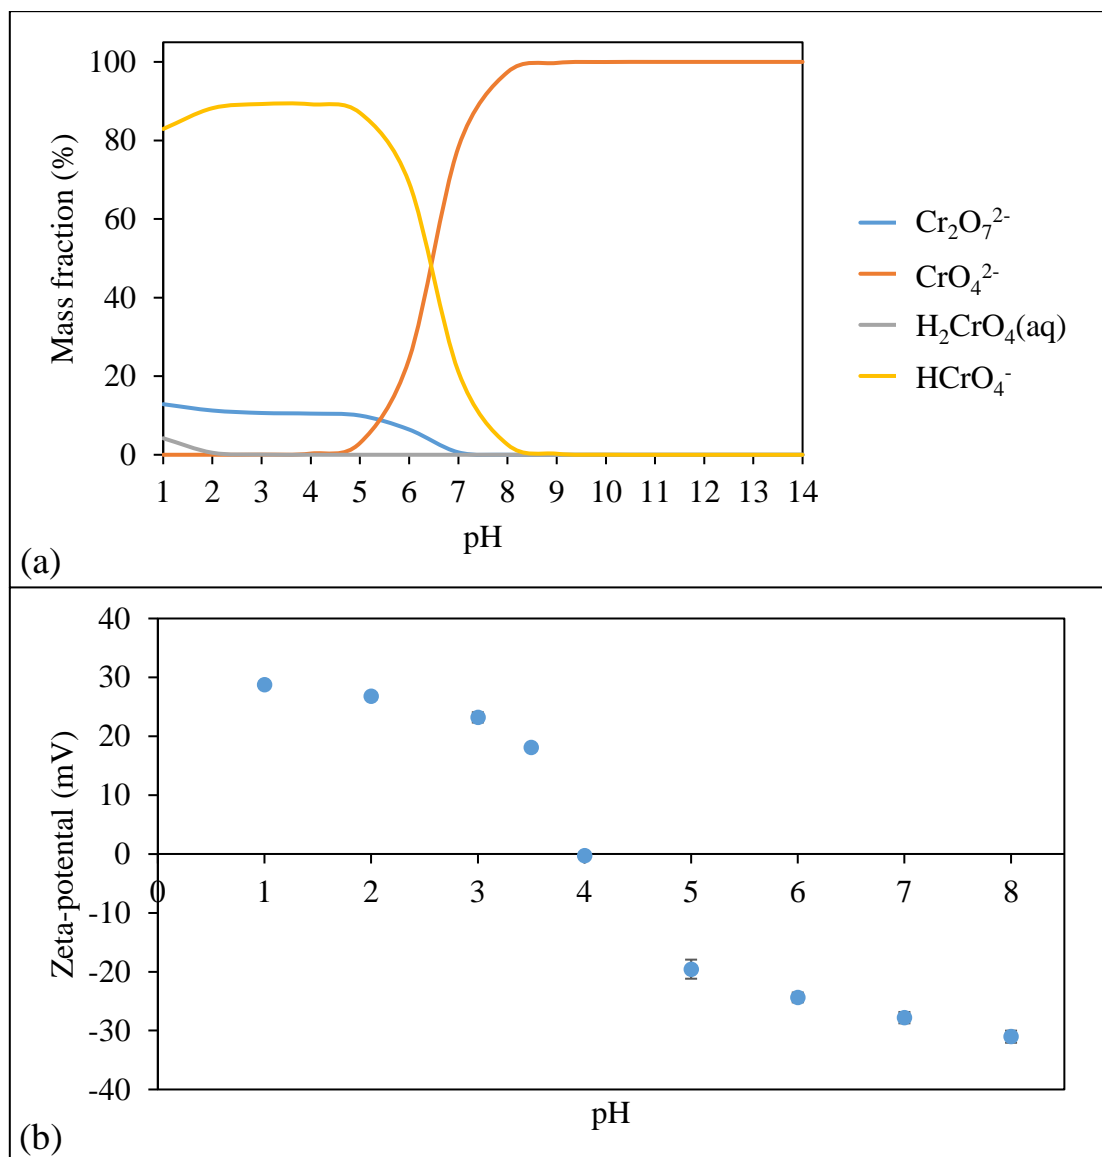 100
80
60
40
20
0
Mass fraction (%)
1 2 3 4 5 6 7 8 9 10 11 12 13 14
pH
Cr₂O₇²⁻
CrO₄²⁻
H₂CrO₄(aq)
HCrO₄⁻
(a)
40
30
20
10
0
-10
-20
-30
-40
Zeta-potental (mV)
0 1 2 3 4 5 6 7 8
pH
(b)